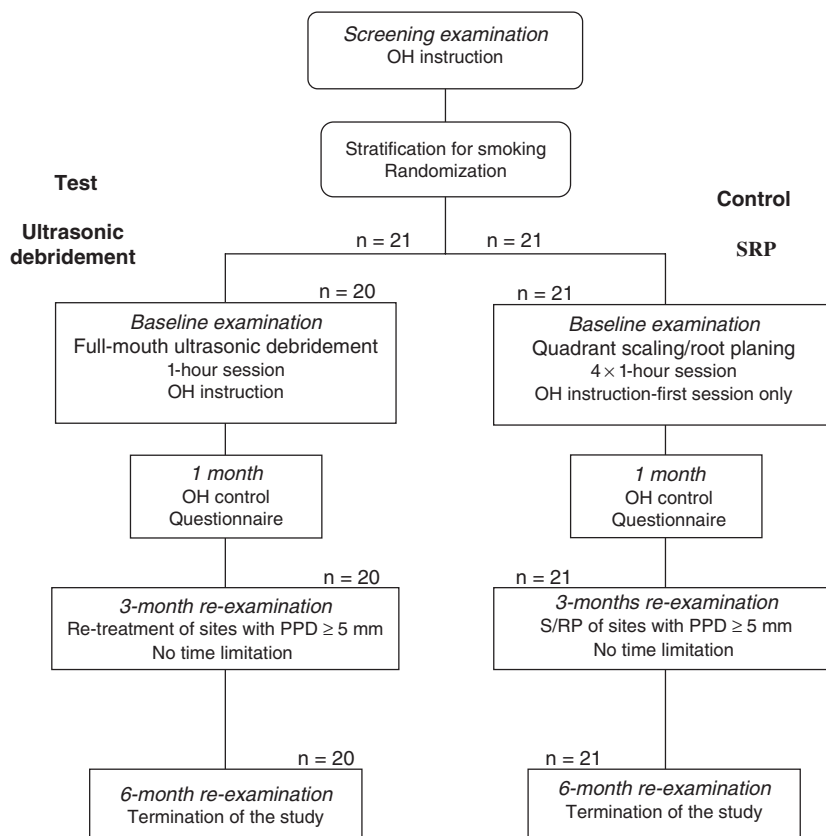 Screening examination
OH instruction
Stratification for smoking
Randomization
Test
Ultrasonic
debridement
Control
SRP
n = 21
n = 21
n = 20
Baseline examination
Full-mouth ultrasonic debridement
1-hour session
OH instruction
n = 21
Baseline examination
Quadrant scaling/root planing
4 × 1-hour session
OH instruction-first session only
1 month
OH control
Questionnaire
1 month
OH control
Questionnaire
n = 20
3-month re-examination
Re-treatment of sites with PPD ≥ 5 mm
No time limitation
n = 21
3-months re-examination
S/RP of sites with PPD ≥ 5 mm
No time limitation
n = 20
6-month re-examination
Termination of the study
n = 21
6-month re-examination
Termination of the study